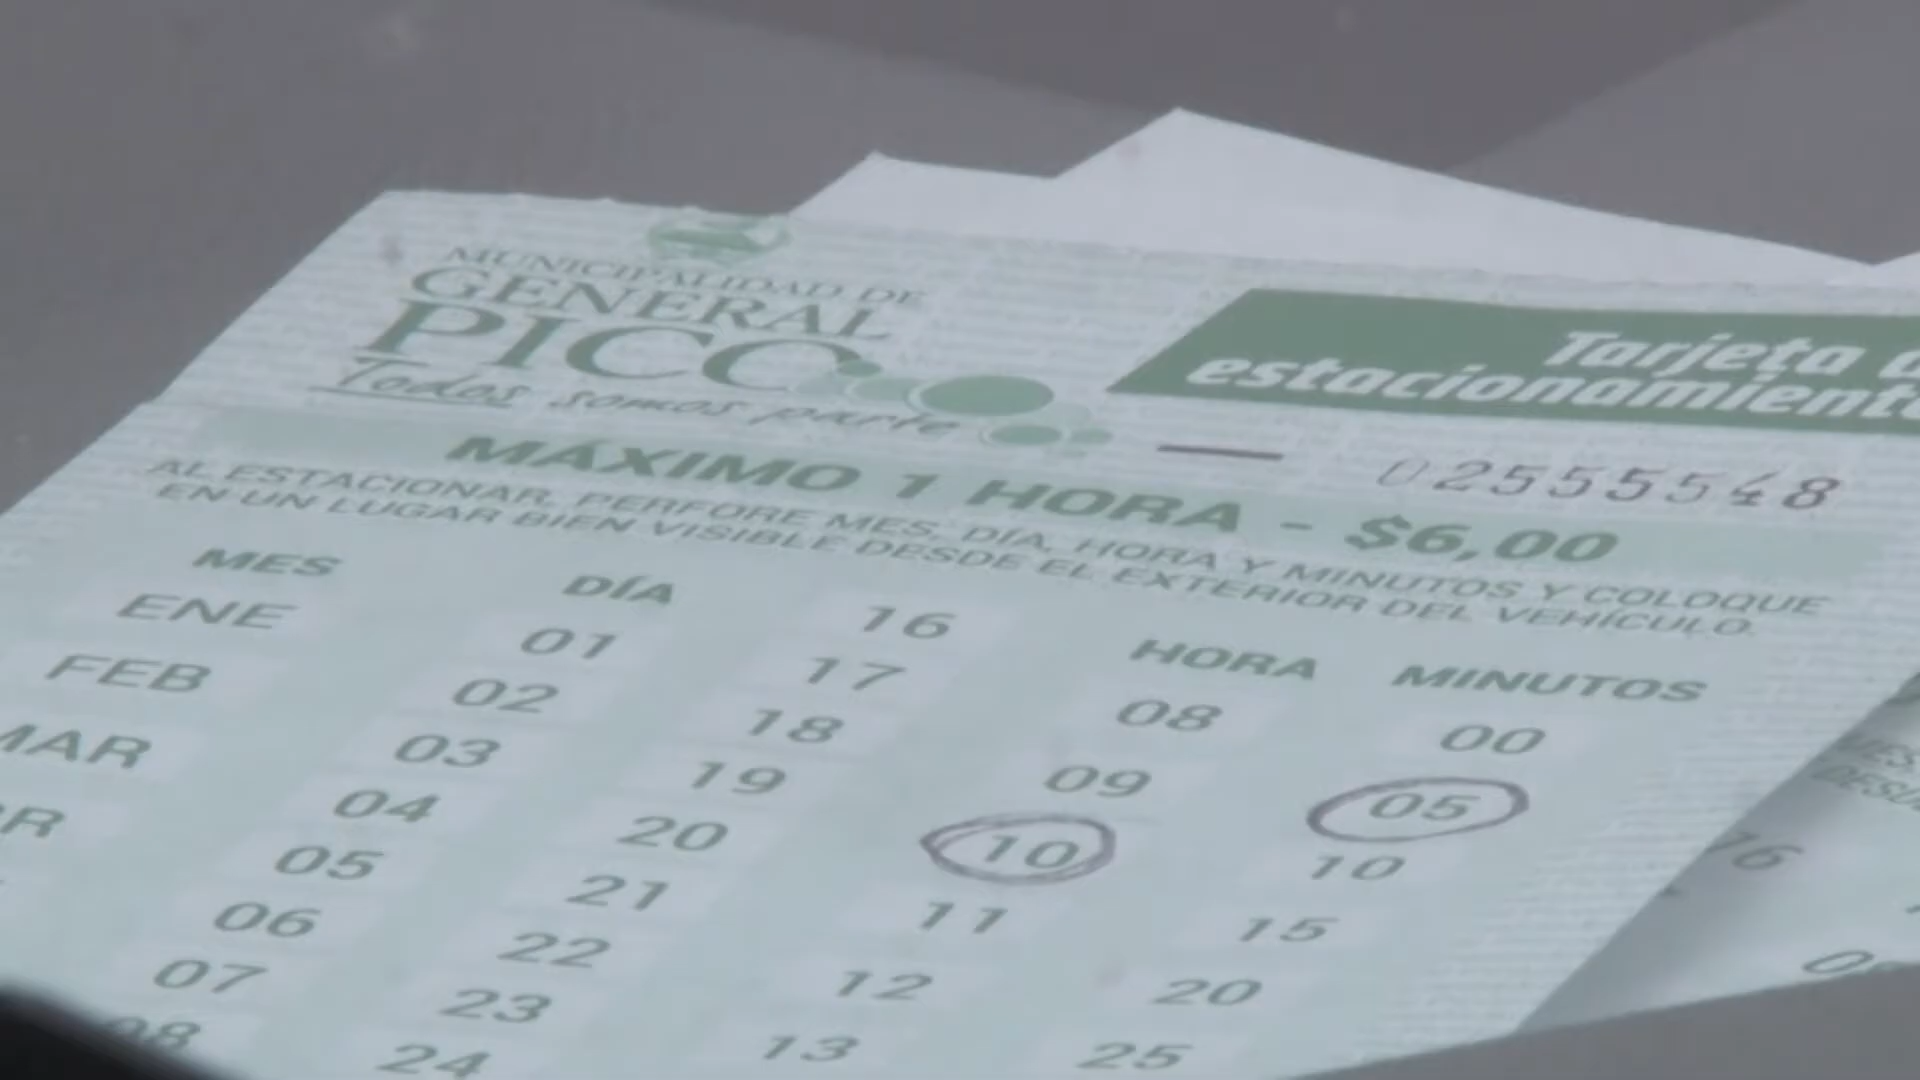 MUNICIPALIDAD DE
GENERAL
PICO
Todos somos parte
Tarjeta
estacionamiento
02555548
MÁXIMO 1 HORA - $6,00
AL ESTACIONAR, PERFORE MES, DÍA, HORA Y MINUTOS Y COLOQUE
EN UN LUGAR BIEN VISIBLE DESDE EL EXTERIOR DEL VEHÍCULO.
MES DÍA HORA MINUTOS
ENE 01 16 08 00
FEB 02 17 09 05
MAR 03 18 10 10
04 19 11 15
05 20 12 20
06 21 13 25
07 22
08 23
24